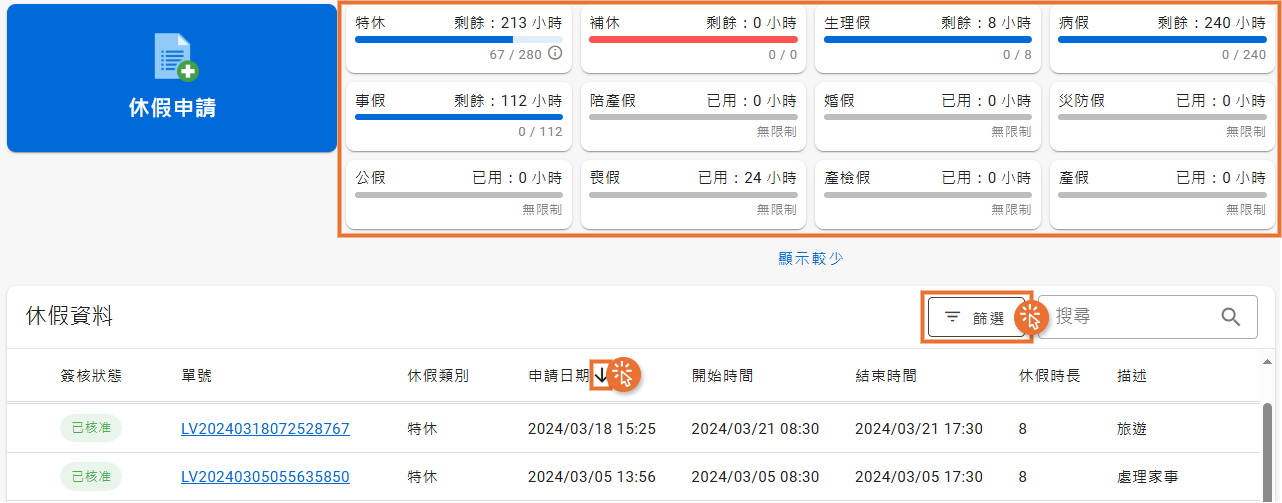 休假申請
特休 剩餘：213 小時
67 / 280
補休 剩餘：0 小時
0 / 0
生理假 剩餘：8 小時
0 / 8
病假 剩餘：240 小時
0 / 240
事假 剩餘：112 小時
0 / 112
陪產假 已用：0 小時
無限制
婚假 已用：0 小時
無限制
災防假 已用：0 小時
無限制
公假 已用：0 小時
無限制
喪假 已用：24 小時
無限制
產檢假 已用：0 小時
無限制
產假 已用：0 小時
無限制
顯示較少
休假資料 篩選 搜尋
簽核狀態 單號 休假類別 申請日期 開始時間 結束時間 休假時長 描述
已核准 LV20240318072528767 特休 2024/03/18 15:25 2024/03/21 08:30 2024/03/21 17:30 8 旅遊
已核准 LV20240305055635850 特休 2024/03/05 13:56 2024/03/05 08:30 2024/03/05 17:30 8 處理家事